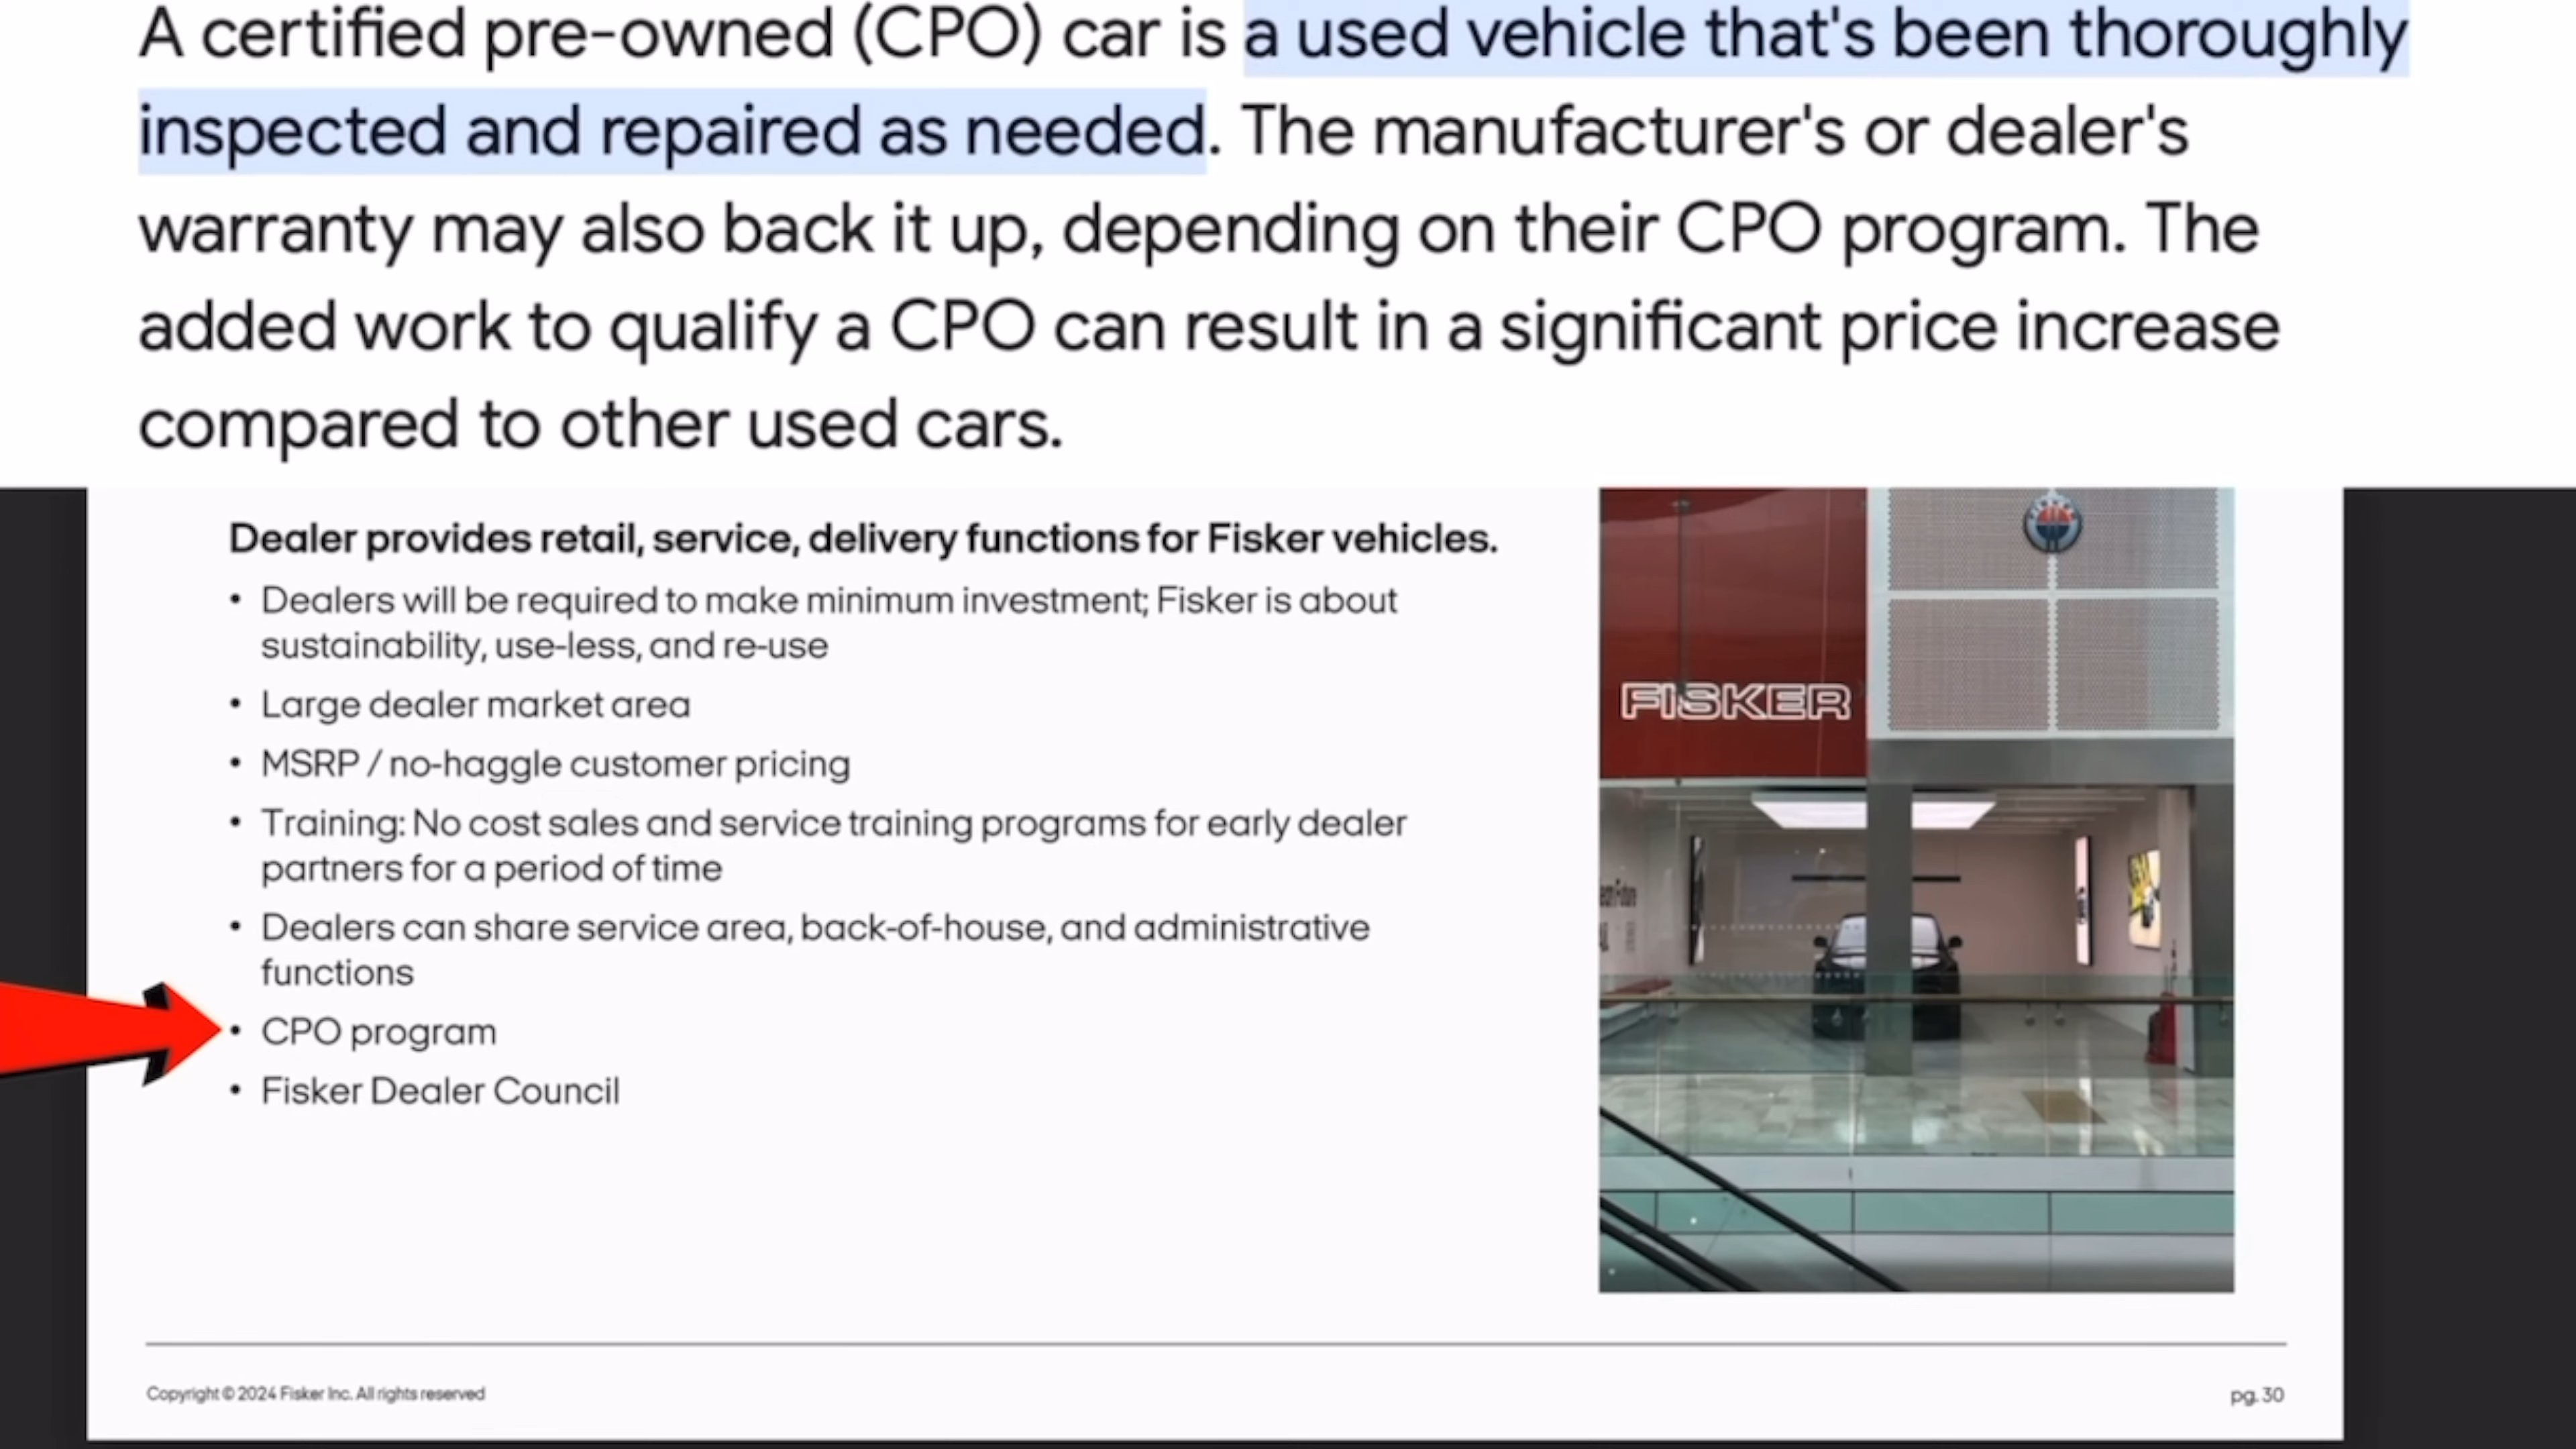 A certified pre-owned (CPO) car is a used vehicle that's been thoroughly
inspected and repaired as needed. The manufacturer's or dealer's
warranty may also back it up, depending on their CPO program. The
added work to qualify a CPO can result in a significant price increase
compared to other used cars.
Dealer provides retail, service, delivery functions for Fisker vehicles.
• Dealers will be required to make minimum investment; Fisker is about
sustainability, use-less, and re-use
• Large dealer market area
• MSRP / no-haggle customer pricing
• Training: No cost sales and service training programs for early dealer
partners for a period of time
• Dealers can share service area, back-of-house, and administrative
functions
• CPO program
• Fisker Dealer Council
FISKER
Copyright © 2024 Fisker Inc. All rights reserved
pg. 30